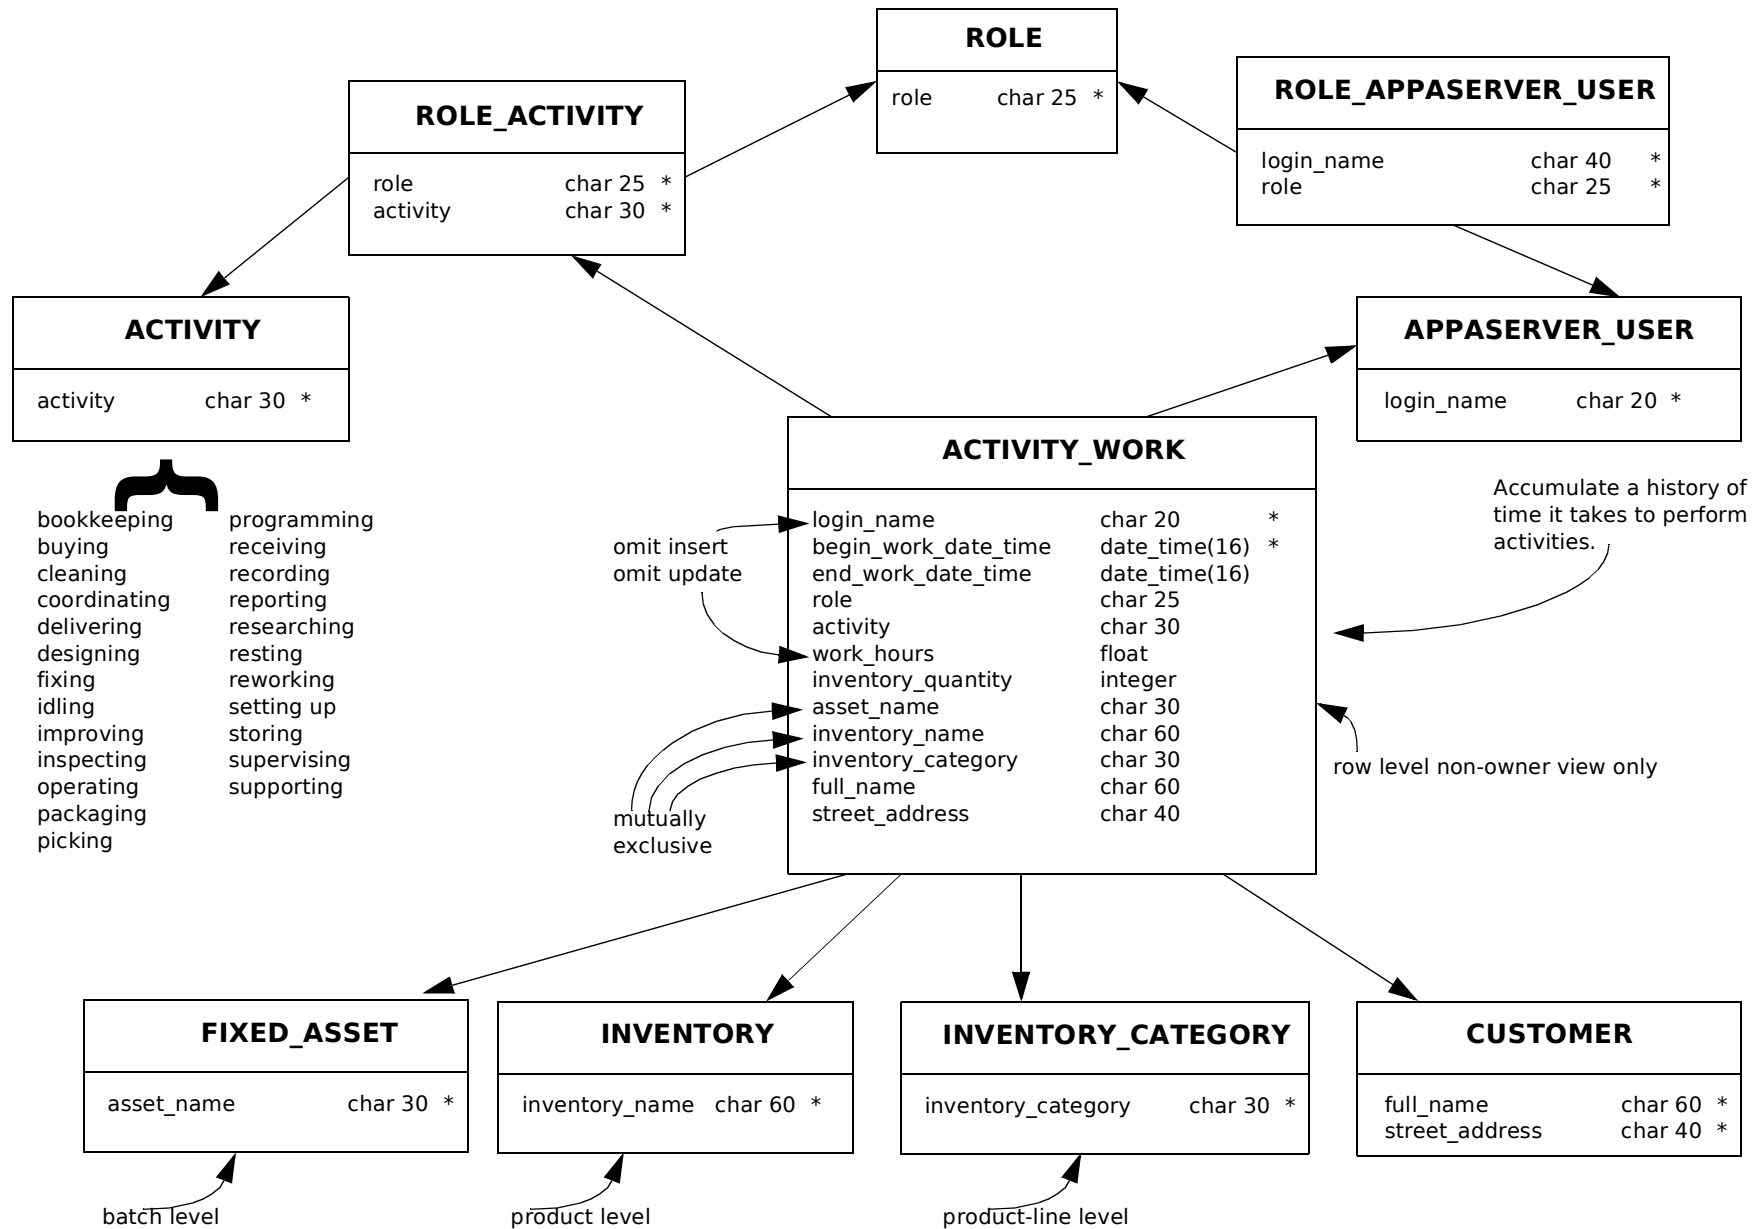 ROLE
role char 25 *
ROLE_APPASERVER_USER
login_name char 40 *
role char 25 *
ROLE_ACTIVITY
role char 25 *
activity char 30 *
ACTIVITY
activity char 30 *
APPASERVER_USER
login_name char 20 *
bookkeeping programming
buying receiving
cleaning recording
coordinating reporting
delivering researching
designing resting
fixing reworking
idling setting up
improving storing
inspecting supervising
operating supporting
packaging
picking
omit insert
omit update
mutually
exclusive
ACTIVITY_WORK
login_name char 20 *
begin_work_date_time date_time(16) *
end_work_date_time date_time(16)
role char 25
activity char 30
work_hours float
inventory_quantity integer
asset_name char 30
inventory_name char 60
inventory_category char 30
full_name char 60
street_address char 40
Accumulate a history of
time it takes to perform
activities.
row level non-owner view only
FIXED_ASSET
asset_name char 30 *
batch level
INVENTORY
inventory_name char 60 *
product level
INVENTORY_CATEGORY
inventory_category char 30 *
product-line level
CUSTOMER
full_name char 60 *
street_address char 40 *